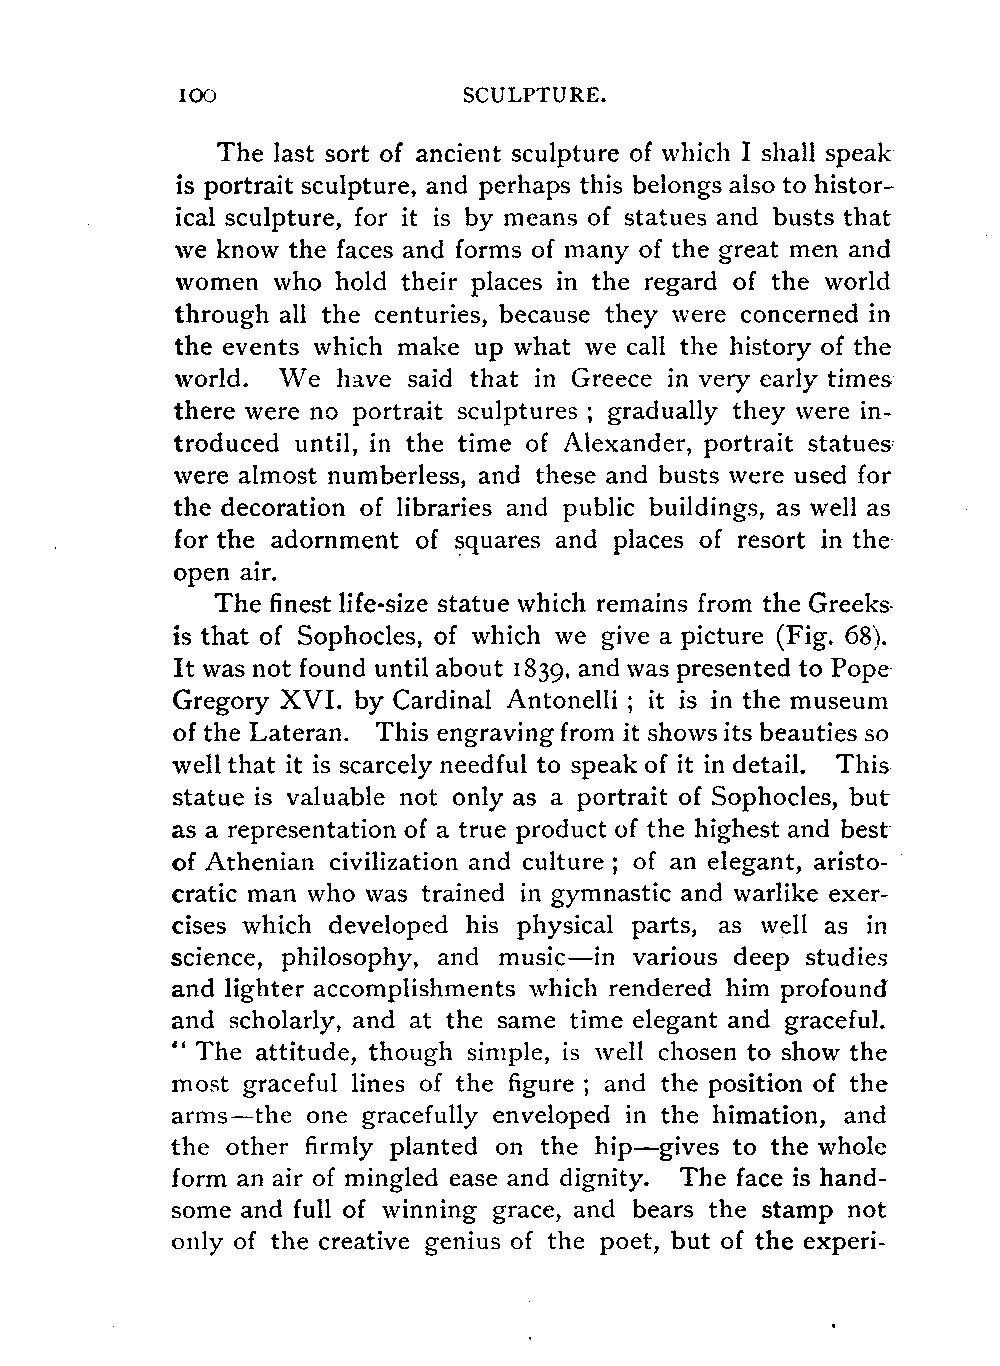 100 SCULPTURE.
The last sort of ancient sculpture of which I shall speak
is portrait sculpture, and perhaps this belongs also to histor-
ical sculpture, for it is by means of statues and busts that
we know the faces and forms of many of the great men and
women who hold their places in the regard of the world
through all the centuries, because they were concerned in
the events which make up what we call the history of the
world. We have said that in Greece in very early times
there were no portrait sculptures ; gradually they were in-
troduced until, in the time of Alexander, portrait statues
were almost numberless, and these and busts were used for
the decoration of libraries and public buildings, as well as
for the adornment of squares and places of resort in the
open air.
The finest life-size statue which remains from the Greeks
is that of Sophocles, of which we give a picture (Fig. 68).
It was not found until about 1839, and was presented to Pope
Gregory XVI. by Cardinal Antonelli ; it is in the museum
of the Lateran. This engraving from it shows its beauties so
well that it is scarcely needful to speak of it in detail. This
statue is valuable not only as a portrait of Sophocles, but
as a representation of a true product of the highest and best
of Athenian civilization and culture ; of an elegant, aristo-
cratic man who was trained in gymnastic and warlike exer-
cises which developed his physical parts, as well as in
science, philosophy, and music—in various deep studies
and lighter accomplishments which rendered him profound
and scholarly, and at the same time elegant and graceful.
“ The attitude, though simple, is well chosen to show the
most graceful lines of the figure ; and the position of the
arms—the one gracefully enveloped in the himation, and
the other firmly planted on the hip—gives to the whole
form an air of mingled ease and dignity. The face is hand-
some and full of winning grace, and bears the stamp not
only of the creative genius of the poet, but of the experi-